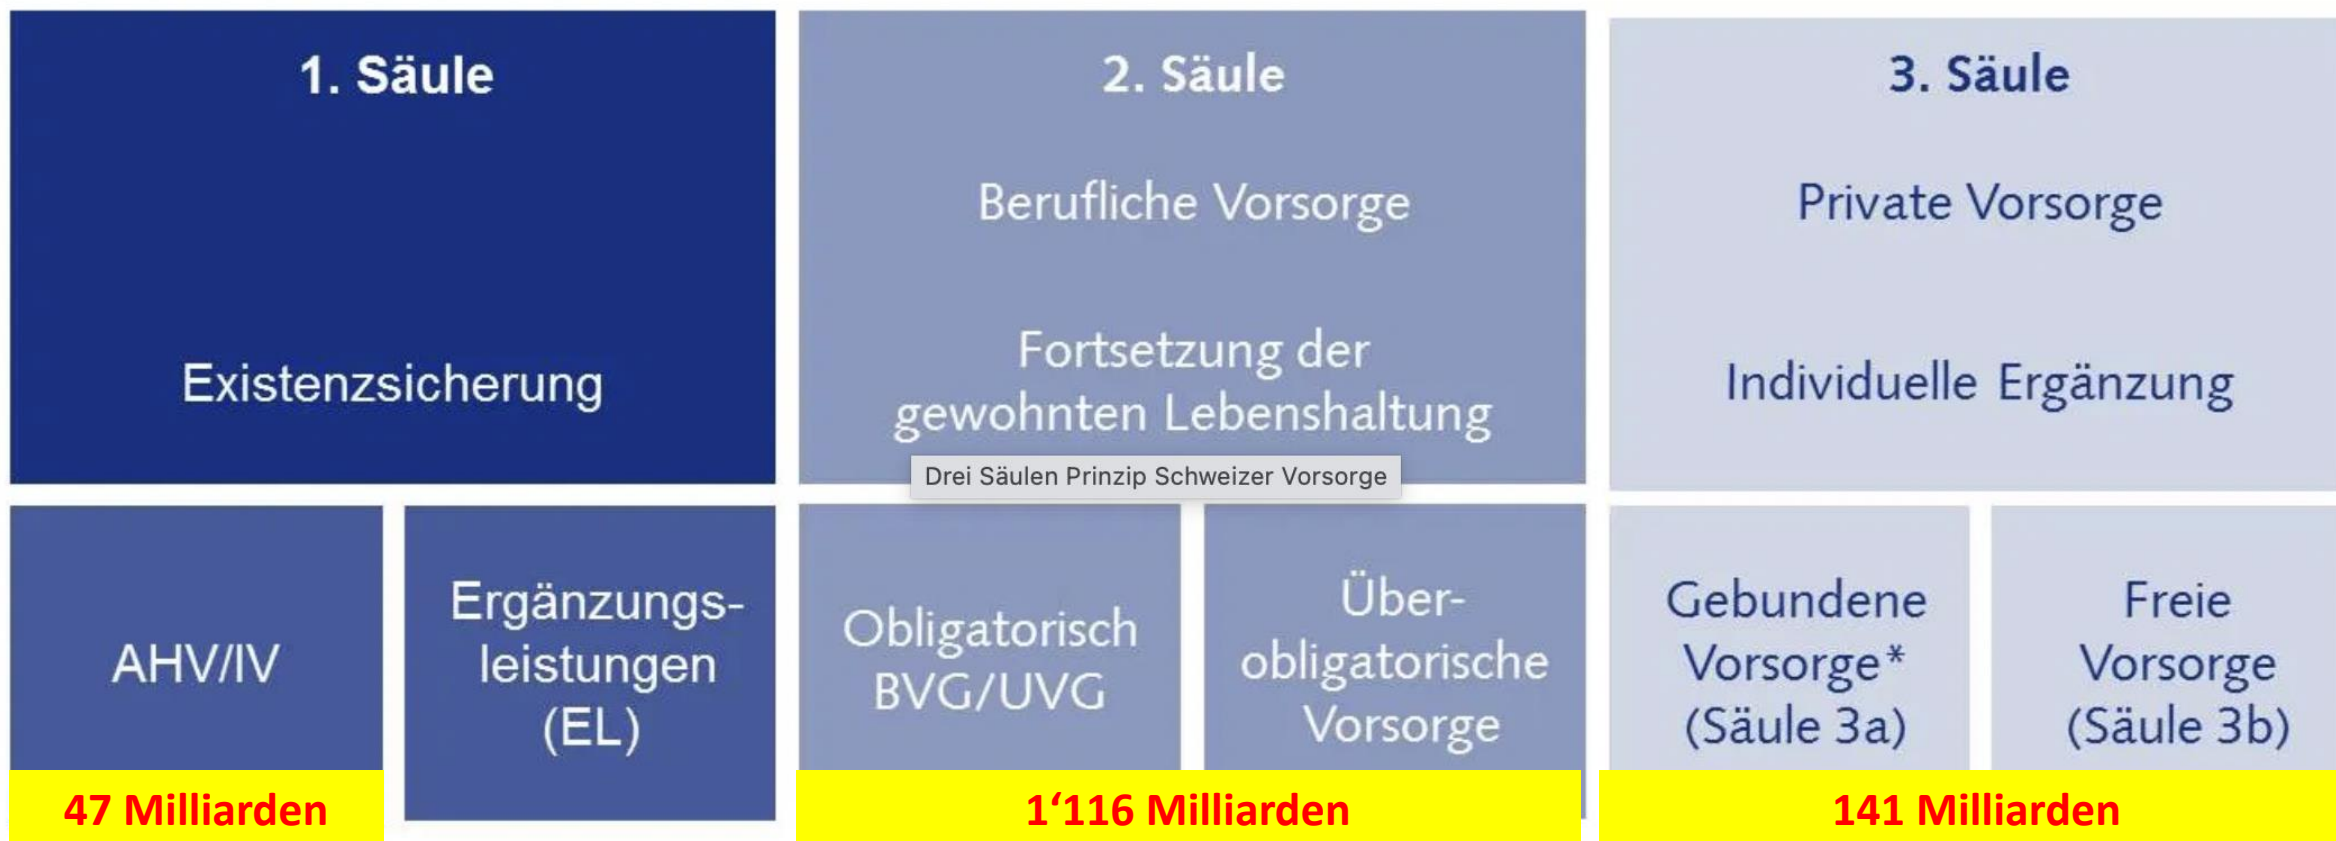 1. Säule
Existenzsicherung
AHV/IV
Ergänzungs-
leistungen
(EL)
47 Milliarden
2. Säule
Berufliche Vorsorge
Fortsetzung der
gewohnten Lebenshaltung
Drei Säulen Prinzip Schweizer Vorsorge
Obligatorisch
BVG/UVG
Über-
obligatorische
Vorsorge
1‘116 Milliarden
3. Säule
Private Vorsorge
Individuelle Ergänzung
Gebundene
Vorsorge*
(Säule 3a)
Freie
Vorsorge
(Säule 3b)
141 Milliarden